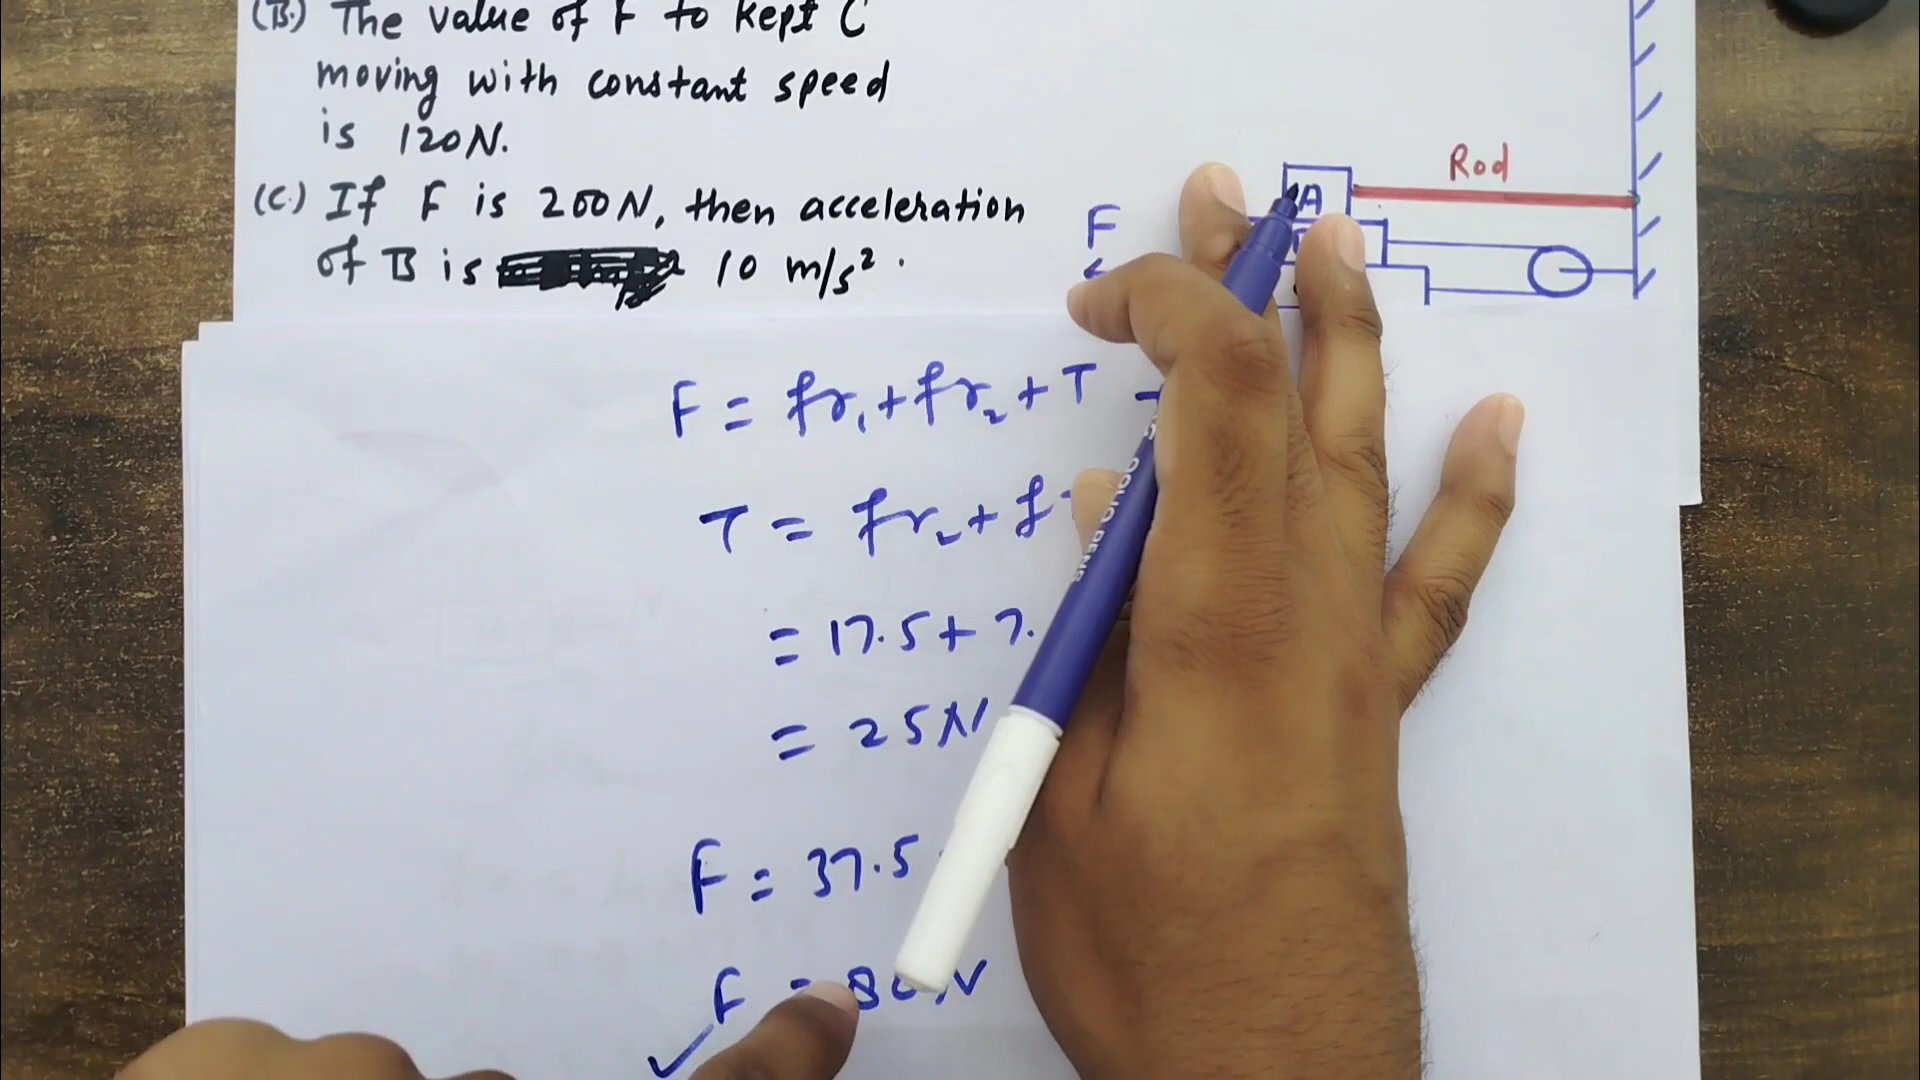 (B.) The value of F to kept C
moving with constant speed
is 120N.
(C.) If F is 200N, then acceleration
of B is 10 m/s² .
Rod
A
F
F = fr₁ + fr₂ + T
T = fr₂ + f
= 17.5 + 7.
= 25N
F = 37.5
F = 80N